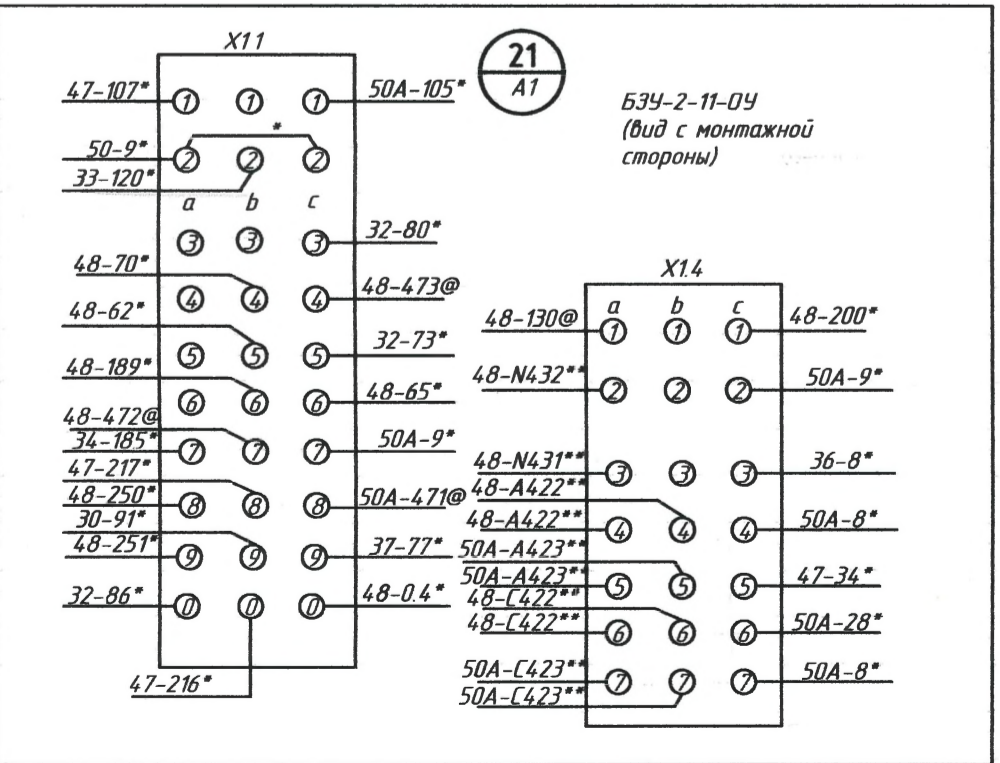 X11
21
A1
БЭУ-2-11-ОУ
(вид с монтажной
стороны)
47-107*
1 1 1
50А-105*
*
50-9*
2 2 2
33-120*
a b c
3 3 3
32-80*
48-70*
4 4 4
48-473@
48-62*
5 5 5
32-73*
48-189*
6 6 6
48-65*
48-472@
34-185*
7 7 7
50А-9*
47-217*
48-250*
8 8 8
50А-471@
30-91*
48-251*
9 9 9
37-77*
32-86*
0 0 0
48-0.4*
47-216*
X1.4
a b c
48-130@
1 1 1
48-200*
48-N432**
2 2 2
50А-9*
48-N431**
3 3 3
36-8*
48-А422**
48-А422**
4 4 4
50А-8*
50А-А423**
50А-А423**
5 5 5
47-34*
48-С422**
48-С422**
6 6 6
50А-28*
50А-С423**
7 7 7
50А-8*
50А-С423**